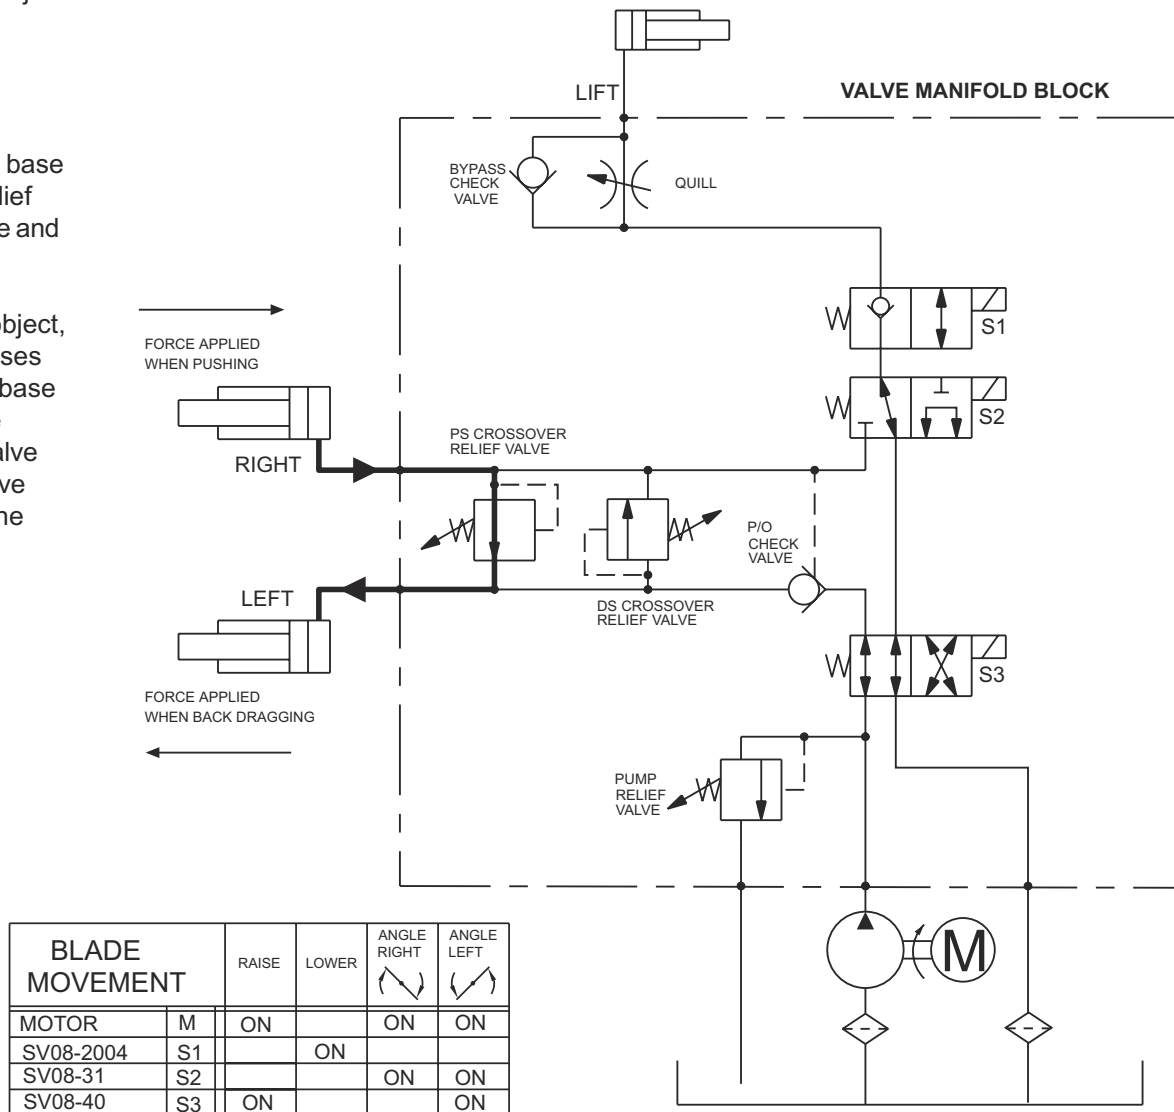 base
and
LIFT
VALVE MANIFOLD BLOCK
BYPASS
CHECK
VALVE
QUILL
FORCE APPLIED
WHEN PUSHING
base
S1
S2
PS CROSSOVER
RELIEF VALVE
RIGHT
P/O
CHECK
VALVE
LEFT
DS CROSSOVER
RELIEF VALVE
S3
FORCE APPLIED
WHEN BACK DRAGGING
PUMP
RELIEF
VALVE
M
BLADE
MOVEMENT
RAISE
LOWER
ANGLE
RIGHT
ANGLE
LEFT
MOTOR M ON ON ON
SV08-2004 S1 ON
SV08-31 S2 ON ON
SV08-40 S3 ON ON